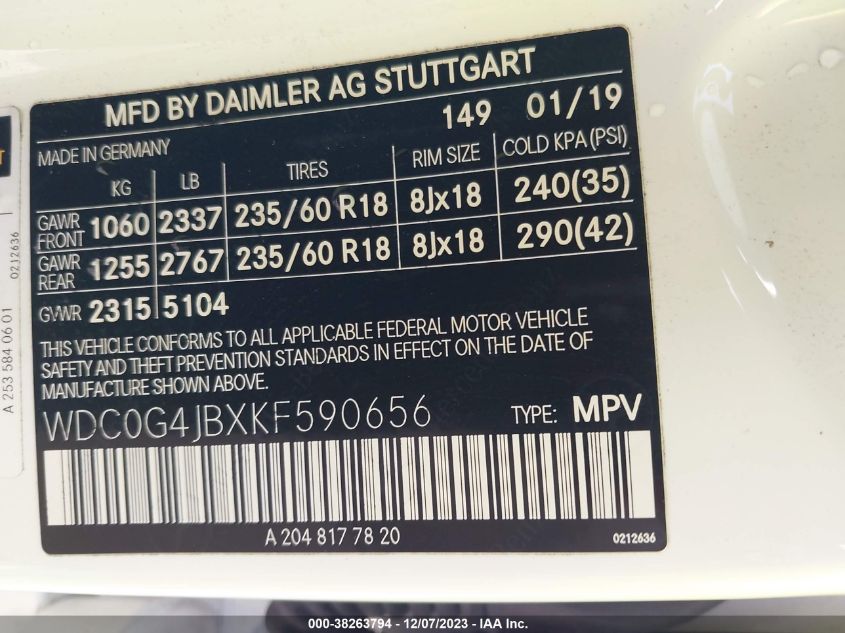 MFD BY DAIMLER AG STUTTGART
149 01/19
MADE IN GERMANY
KG LB TIRES RIM SIZE COLD KPA (PSI)
GAWR FRONT 1060 2337 235/60 R18 8Jx18 240(35)
GAWR REAR 1255 2767 235/60 R18 8Jx18 290(42)
GVWR 2315 5104
THIS VEHICLE CONFORMS TO ALL APPLICABLE FEDERAL MOTOR VEHICLE
SAFETY AND THEFT PREVENTION STANDARDS IN EFFECT ON THE DATE OF
MANUFACTURE SHOWN ABOVE.
WDC0G4JBXKF590656 TYPE: MPV
A 204 817 78 20 0212636
A 253 584 06 01
0212636
000-38263794 - 12/07/2023 - IAA Inc.